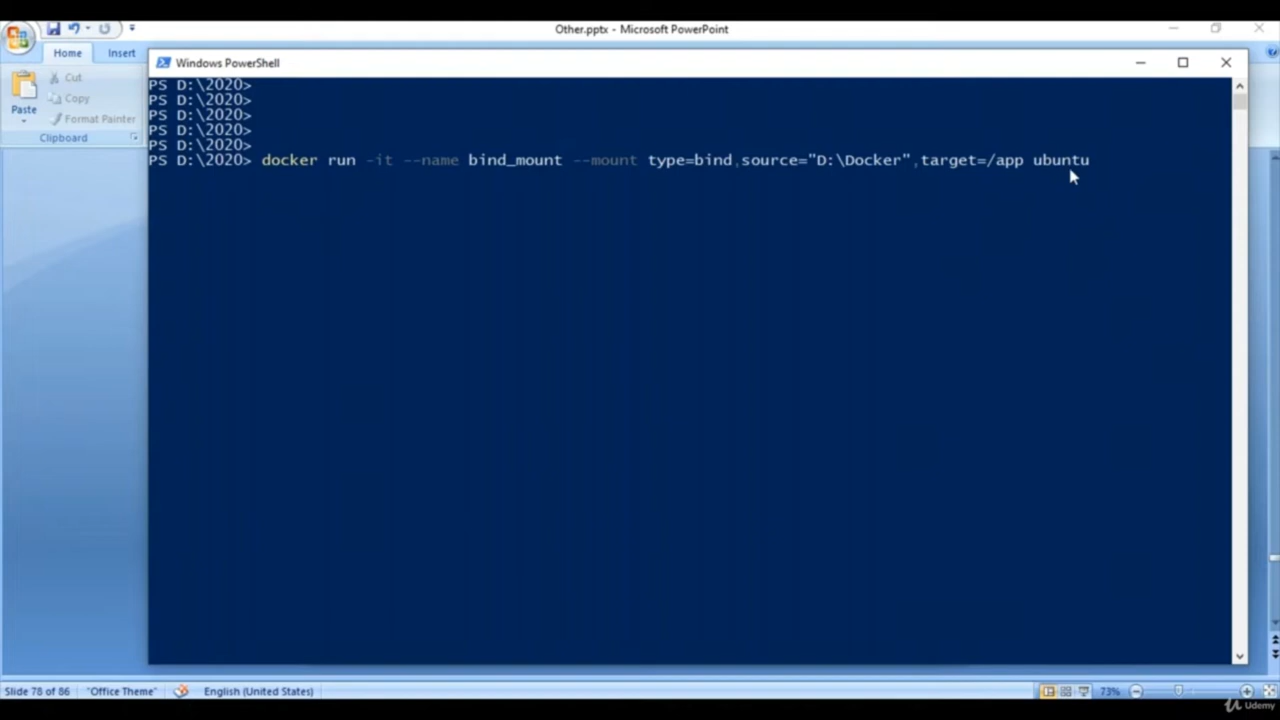 Other.pptx - Microsoft PowerPoint
Home Insert
Cut
Copy
Paste
Format Painter
Clipboard
Windows PowerShell
PS D:\2020>
PS D:\2020>
PS D:\2020>
PS D:\2020>
PS D:\2020>
PS D:\2020> docker run -it --name bind_mount --mount type=bind,source="D:\Docker",target=/app ubuntu
Slide 78 of 86 "Office Theme" English (United States) 73%
Udemy